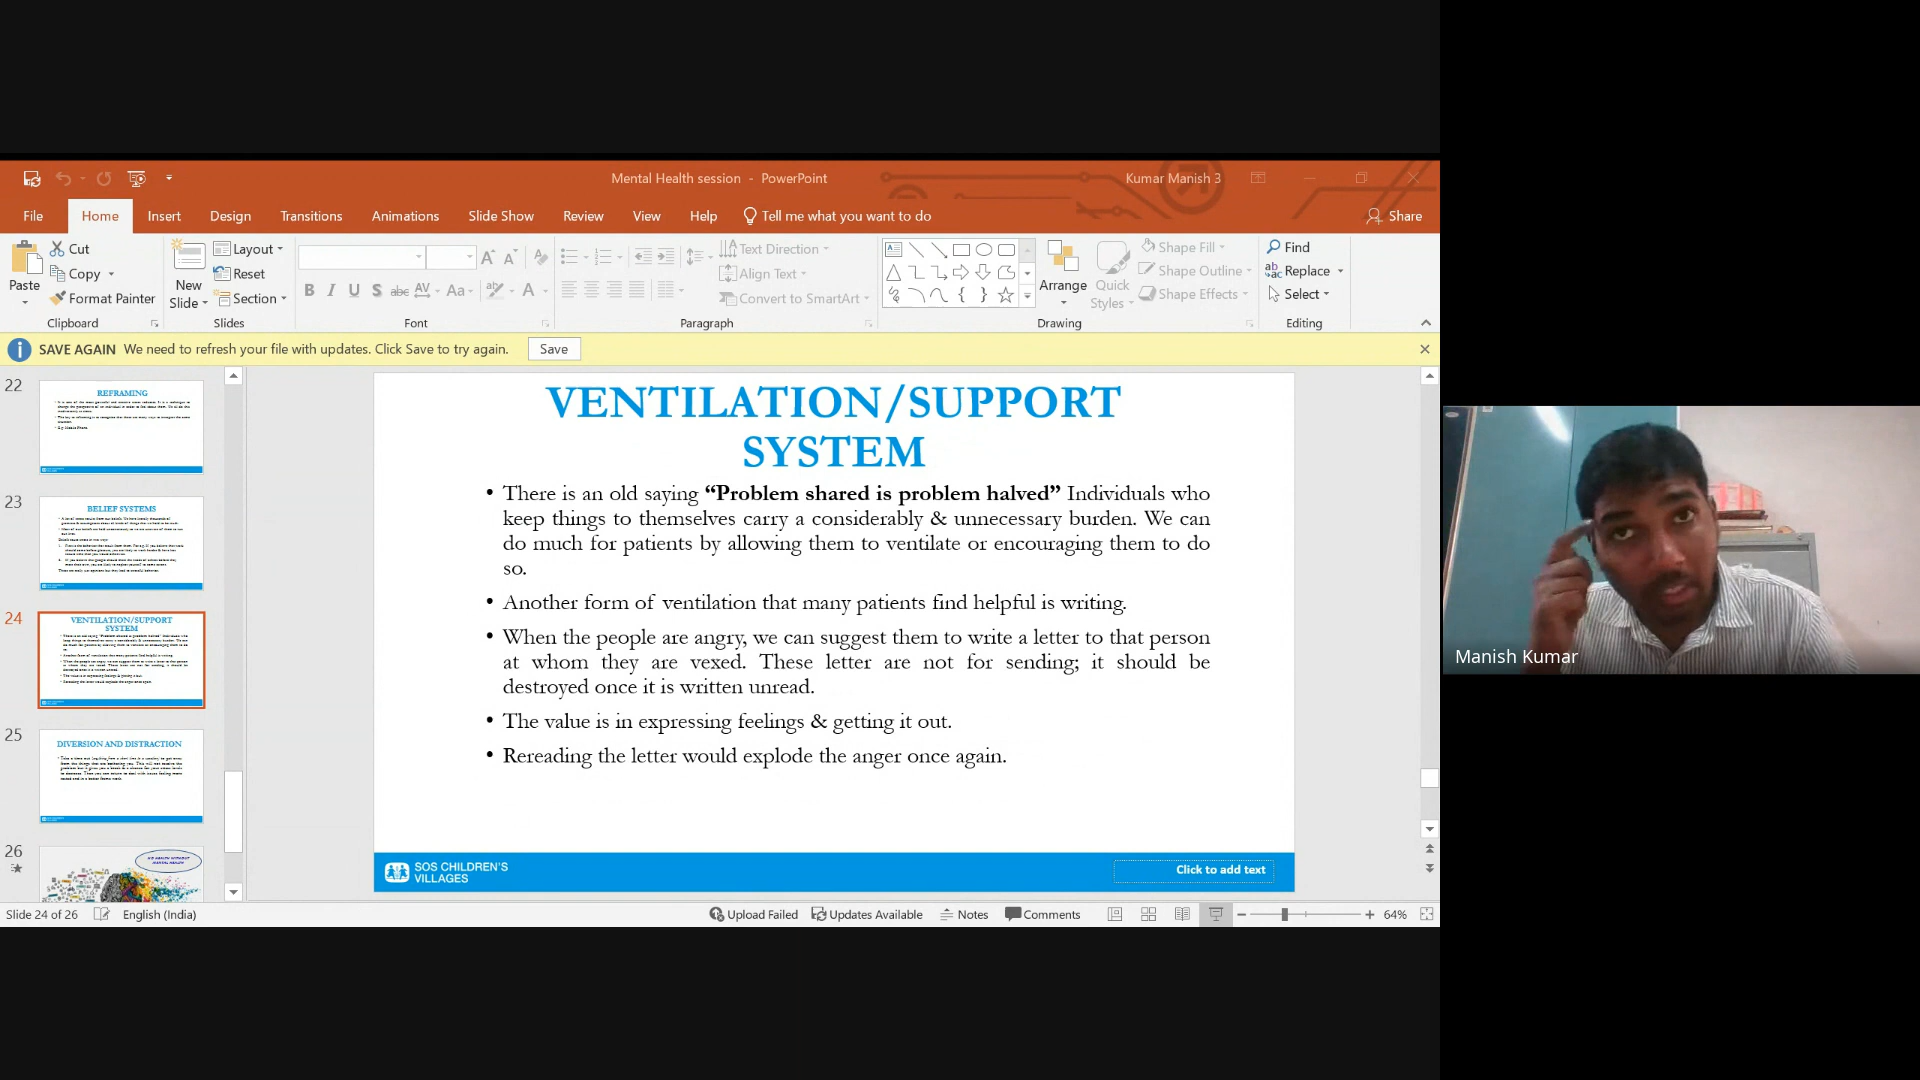 Mental Health session - PowerPoint
Kumar Manish 3
File Home Insert Design Transitions Animations Slide Show Review View Help Tell me what you want to do Share
Paste
Cut
Copy
Format Painter
Clipboard
New
Slide
Layout
Reset
Section
Slides
B I U S abc AV Aa A
Font
Text Direction
Align Text
Convert to SmartArt
Paragraph
Arrange
Quick
Styles
Shape Fill
Shape Outline
Shape Effects
Drawing
Find
Replace
Select
Editing
SAVE AGAIN We need to refresh your file with updates. Click Save to try again. Save
22
REFRAMING
23
BELIEF SYSTEMS
24
VENTILATION/SUPPORT
SYSTEM
25
DIVERSION AND DISTRACTION
26
VENTILATION/SUPPORT
SYSTEM
• There is an old saying “Problem shared is problem halved” Individuals who
keep things to themselves carry a considerably & unnecessary burden. We can
do much for patients by allowing them to ventilate or encouraging them to do
so.
• Another form of ventilation that many patients find helpful is writing.
• When the people are angry, we can suggest them to write a letter to that person
at whom they are vexed. These letter are not for sending; it should be
destroyed once it is written unread.
• The value is in expressing feelings & getting it out.
• Rereading the letter would explode the anger once again.
SOS CHILDREN'S
VILLAGES
Click to add text
Slide 24 of 26 English (India) Upload Failed Updates Available Notes Comments 64%
Manish Kumar